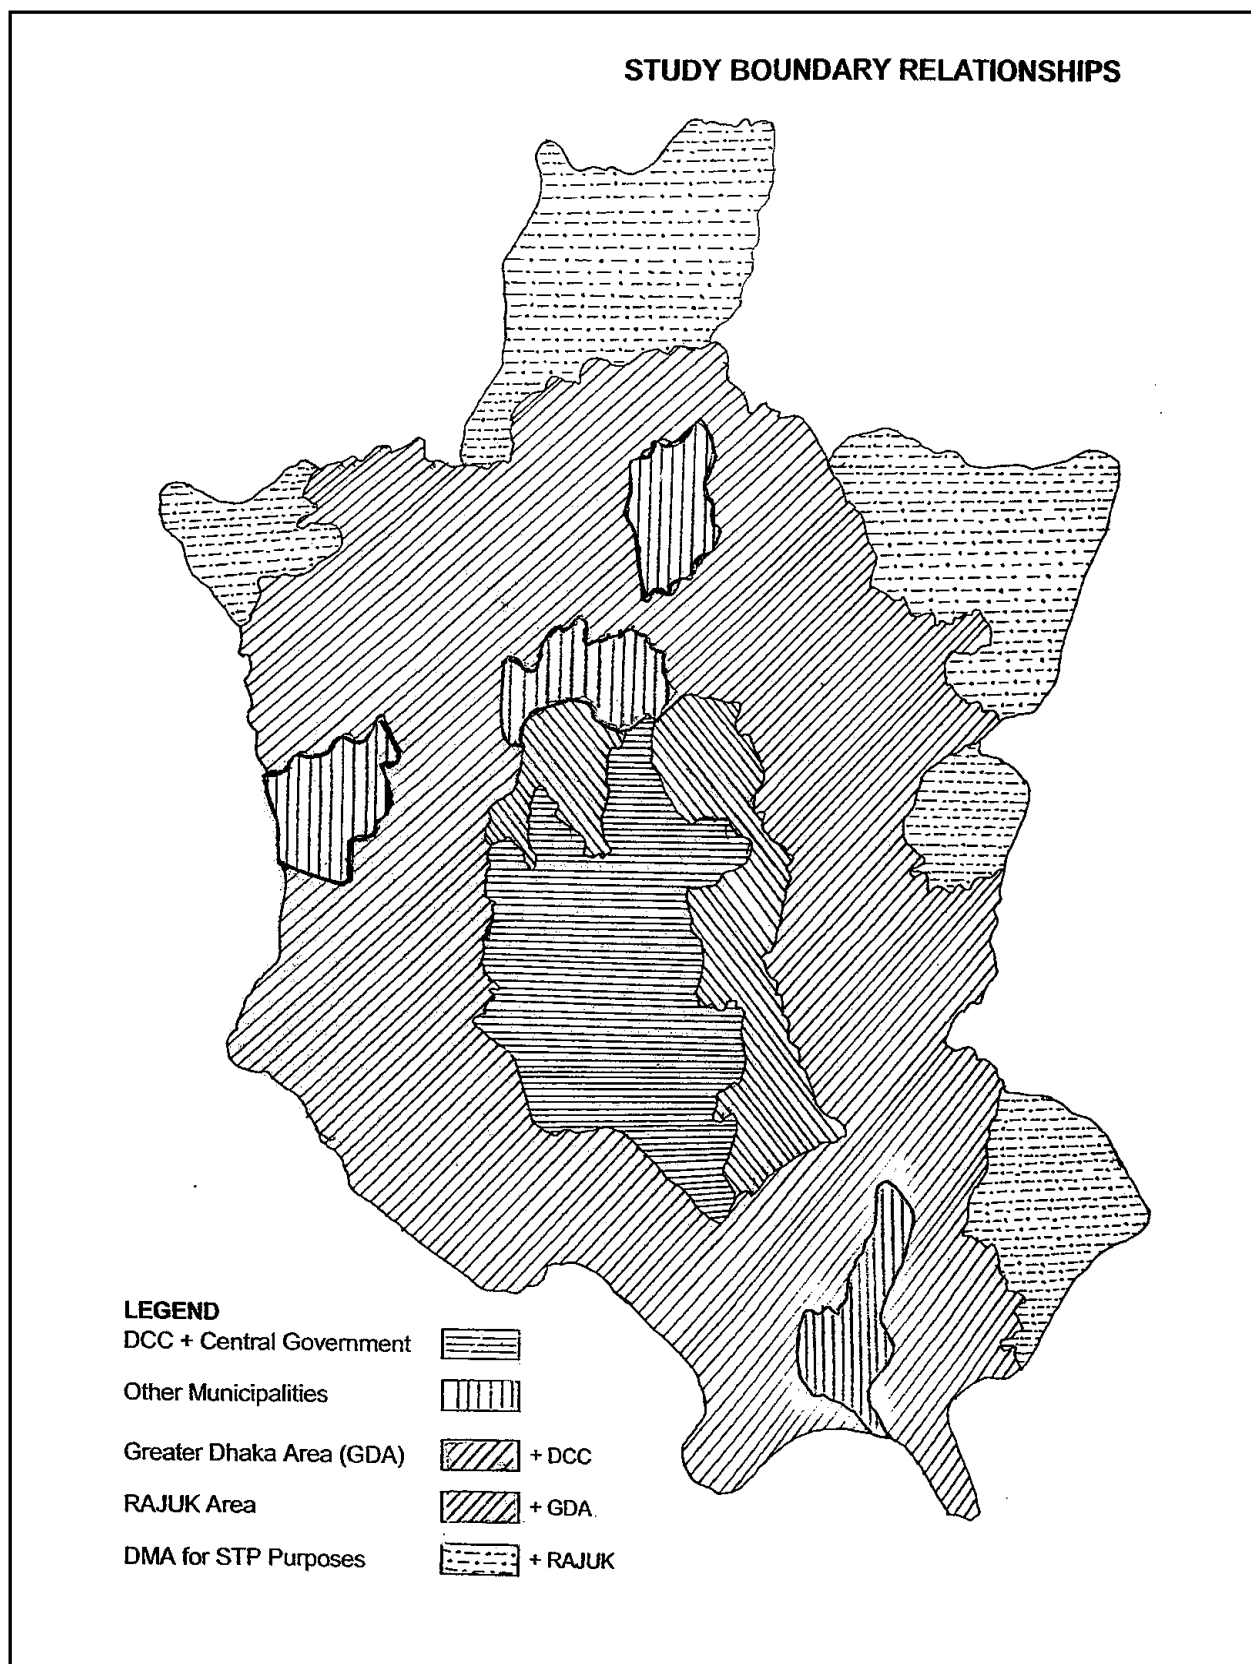 STUDY BOUNDARY RELATIONSHIPS
LEGEND
DCC + Central Government
Other Municipalities
Greater Dhaka Area (GDA) + DCC
RAJUK Area + GDA
DMA for STP Purposes + RAJUK